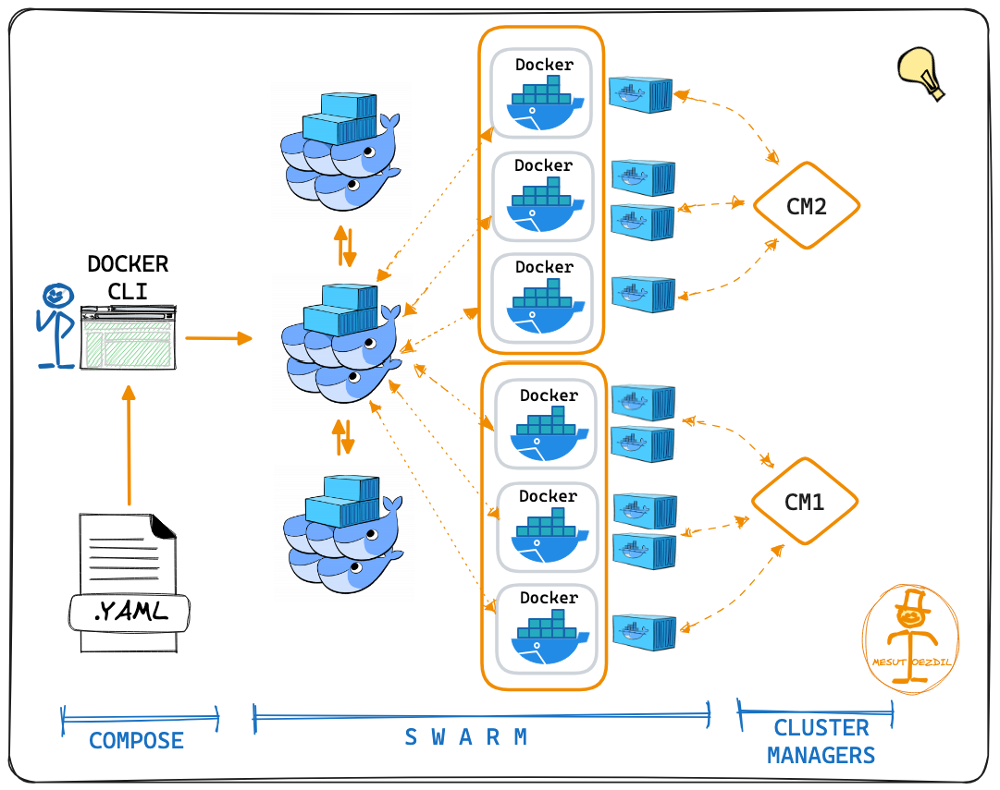 DOCKER
CLI
.YAML
Docker
Docker
Docker
Docker
Docker
Docker
CM2
CM1
MESUT OEZDIL
COMPOSE
S W A R M
CLUSTER
MANAGERS